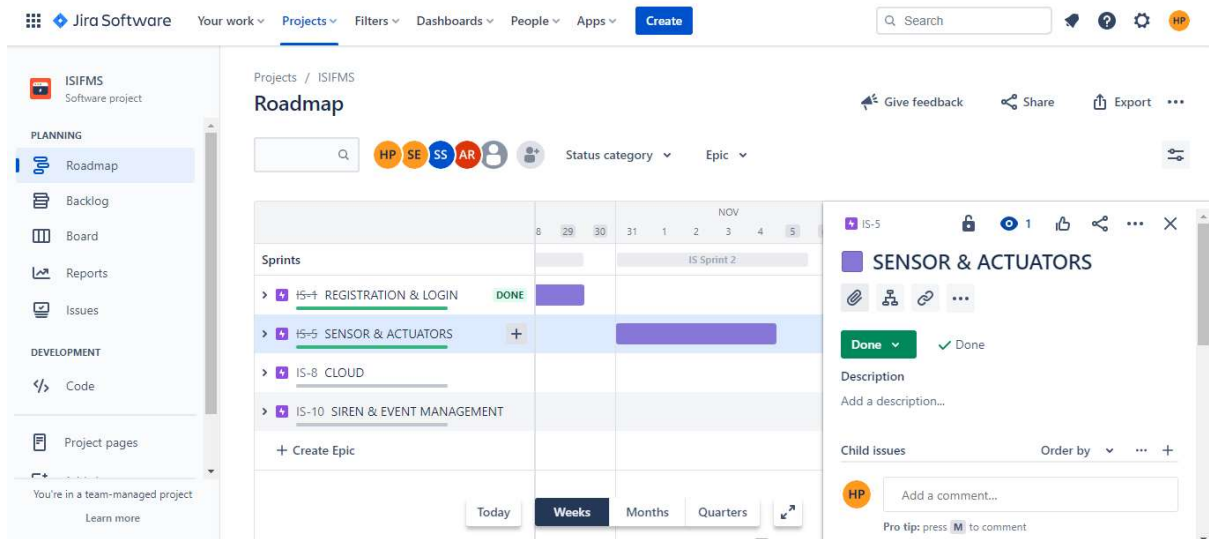 Jira Software Your work Projects Filters Dashboards People Apps Create Search HP
ISIFMS
Software project
PLANNING
Roadmap
Backlog
Board
Reports
Issues
DEVELOPMENT
Code
Project pages
You're in a team-managed project
Learn more
Projects / ISIFMS
Roadmap
Give feedback Share Export
HP SE SS AR Status category Epic
NOV
8 29 30 31 1 2 3 4 5
Sprints IS Sprint 2
IS-1 REGISTRATION & LOGIN DONE
IS-5 SENSOR & ACTUATORS +
IS-8 CLOUD
IS-10 SIREN & EVENT MANAGEMENT
+ Create Epic
Today Weeks Months Quarters
IS-5 1
SENSOR & ACTUATORS
Done Done
Description
Add a description...
Child issues Order by
HP Add a comment...
Pro tip: press M to comment